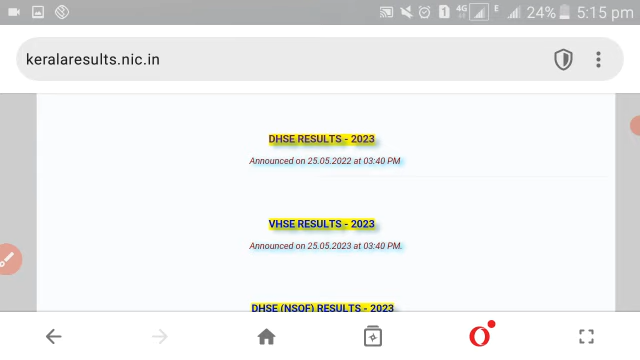 4G E 24% 5:15 pm
keralaresults.nic.in
DHSE RESULTS - 2023
Announced on 25.05.2022 at 03:40 PM
VHSE RESULTS - 2023
Announced on 25.05.2023 at 03:40 PM.
DHSE (NSQF) RESULTS - 2023